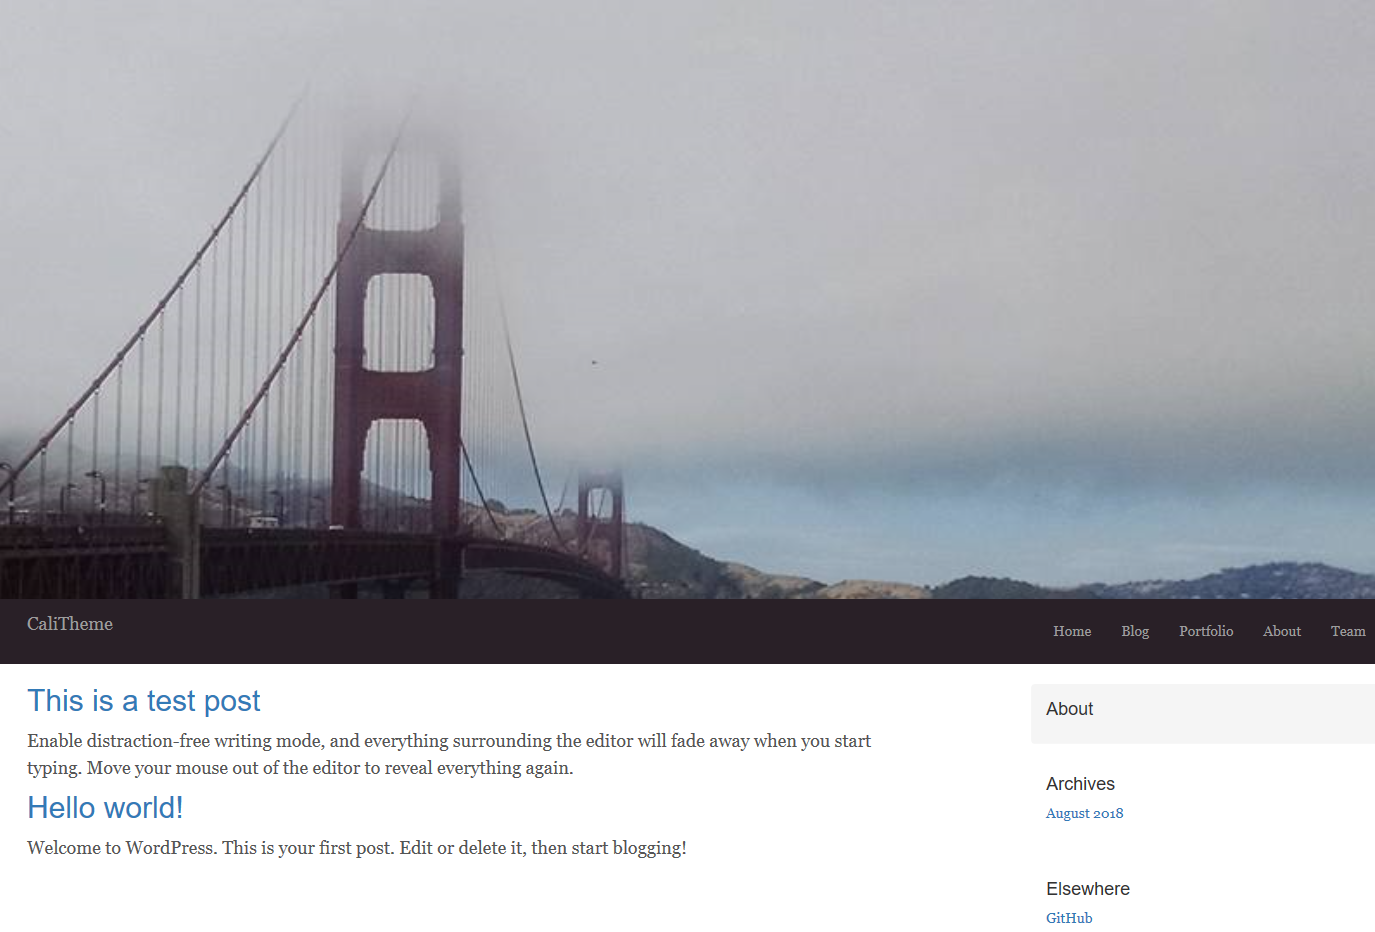 CaliTheme
Home Blog Portfolio About Team
This is a test post
Enable distraction-free writing mode, and everything surrounding the editor will fade away when you start
typing. Move your mouse out of the editor to reveal everything again.
Hello world!
Welcome to WordPress. This is your first post. Edit or delete it, then start blogging!
About
Archives
August 2018
Elsewhere
GitHub